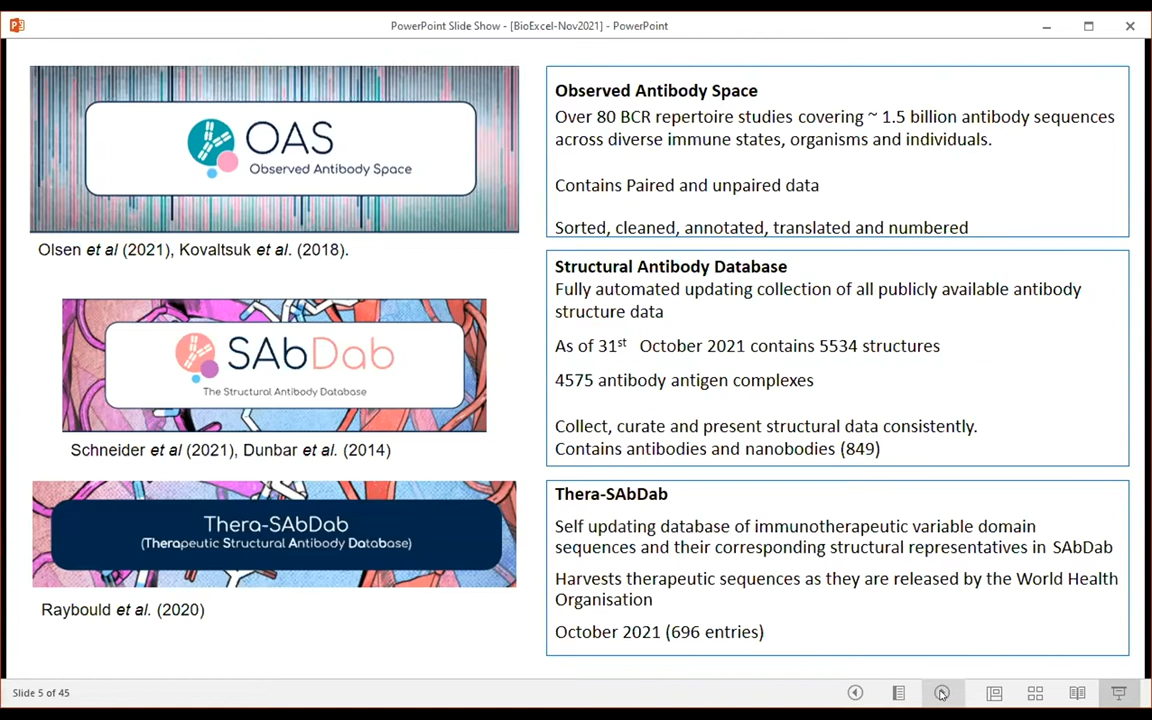 PowerPoint Slide Show - [BioExcel-Nov2021] - PowerPoint
OAS
Observed Antibody Space
Olsen et al (2021), Kovaltsuk et al. (2018).
Observed Antibody Space
Over 80 BCR repertoire studies covering ~ 1.5 billion antibody sequences
across diverse immune states, organisms and individuals.
Contains Paired and unpaired data
Sorted, cleaned, annotated, translated and numbered
SAbDab
The Structural Antibody Database
Schneider et al (2021), Dunbar et al. (2014)
Structural Antibody Database
Fully automated updating collection of all publicly available antibody
structure data
As of 31st October 2021 contains 5534 structures
4575 antibody antigen complexes
Collect, curate and present structural data consistently.
Contains antibodies and nanobodies (849)
Thera-SAbDab
(Therapeutic Structural Antibody Database)
Raybould et al. (2020)
Thera-SAbDab
Self updating database of immunotherapeutic variable domain
sequences and their corresponding structural representatives in SAbDab
Harvests therapeutic sequences as they are released by the World Health
Organisation
October 2021 (696 entries)
Slide 5 of 45